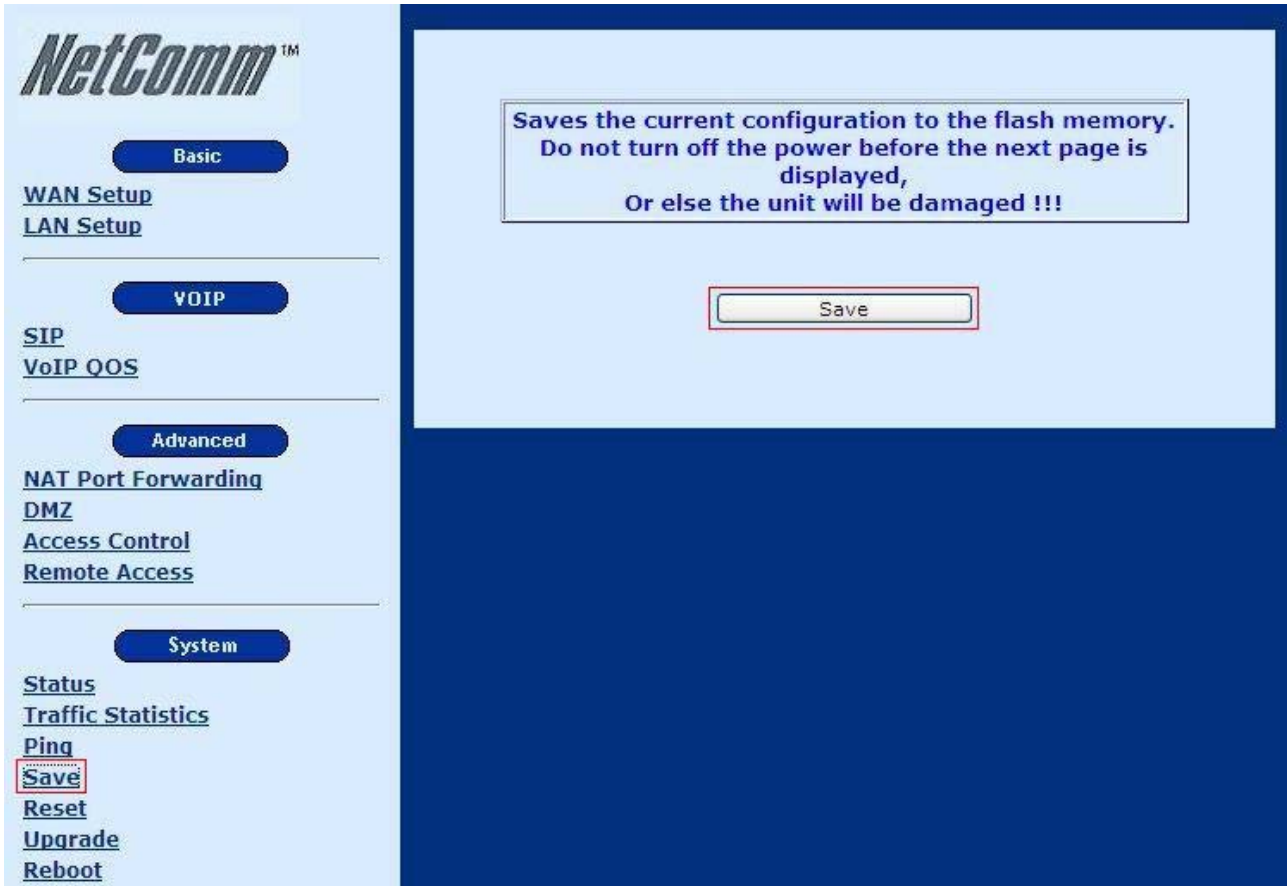 NetComm™
Basic
WAN Setup
LAN Setup
VOIP
SIP
VoIP QOS
Advanced
NAT Port Forwarding
DMZ
Access Control
Remote Access
System
Status
Traffic Statistics
Ping
Save
Reset
Upgrade
Reboot
Saves the current configuration to the flash memory.
Do not turn off the power before the next page is
displayed,
Or else the unit will be damaged !!!
Save